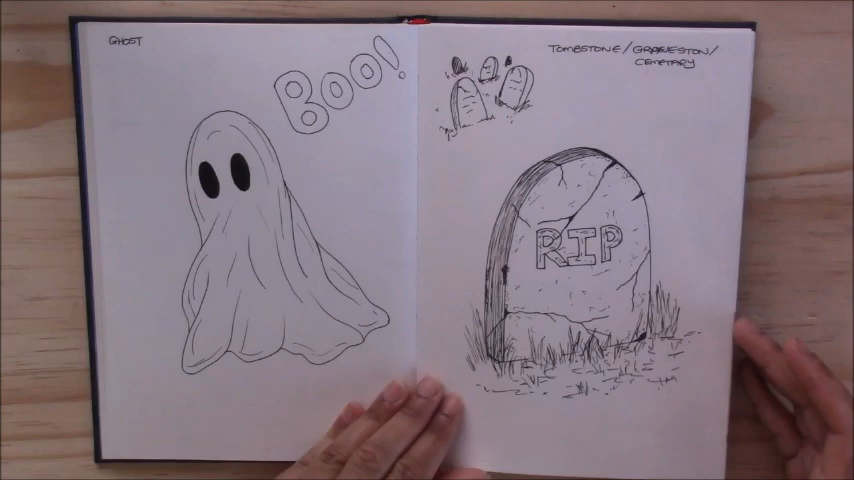 GHOST
BOO!
TOMBSTONE/GRAVESTON/
CEMETARY
RIP